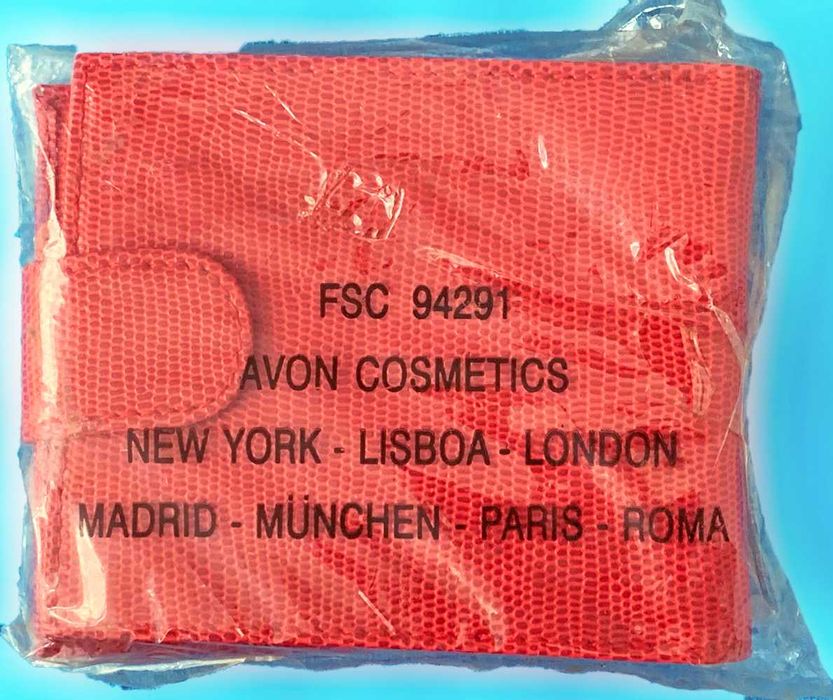 FSC 94291
AVON COSMETICS
NEW YORK - LISBOA - LONDON
MADRID - MÜNCHEN - PARIS - ROMA